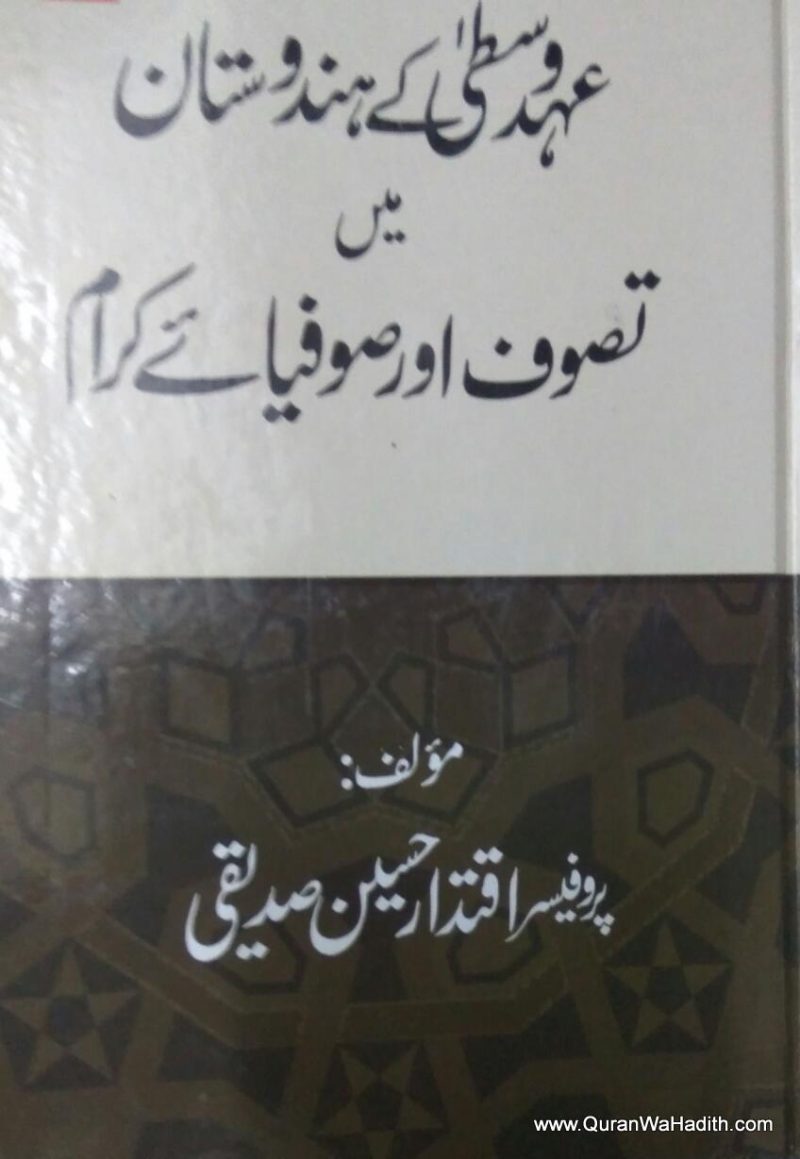 عہد وسطیٰ کے ہندوستان
میں
تصوف اور صوفیائے کرام
مؤلف:
پروفیسر اقتدار حسین صدیقی
www.QuranWaHadith.com